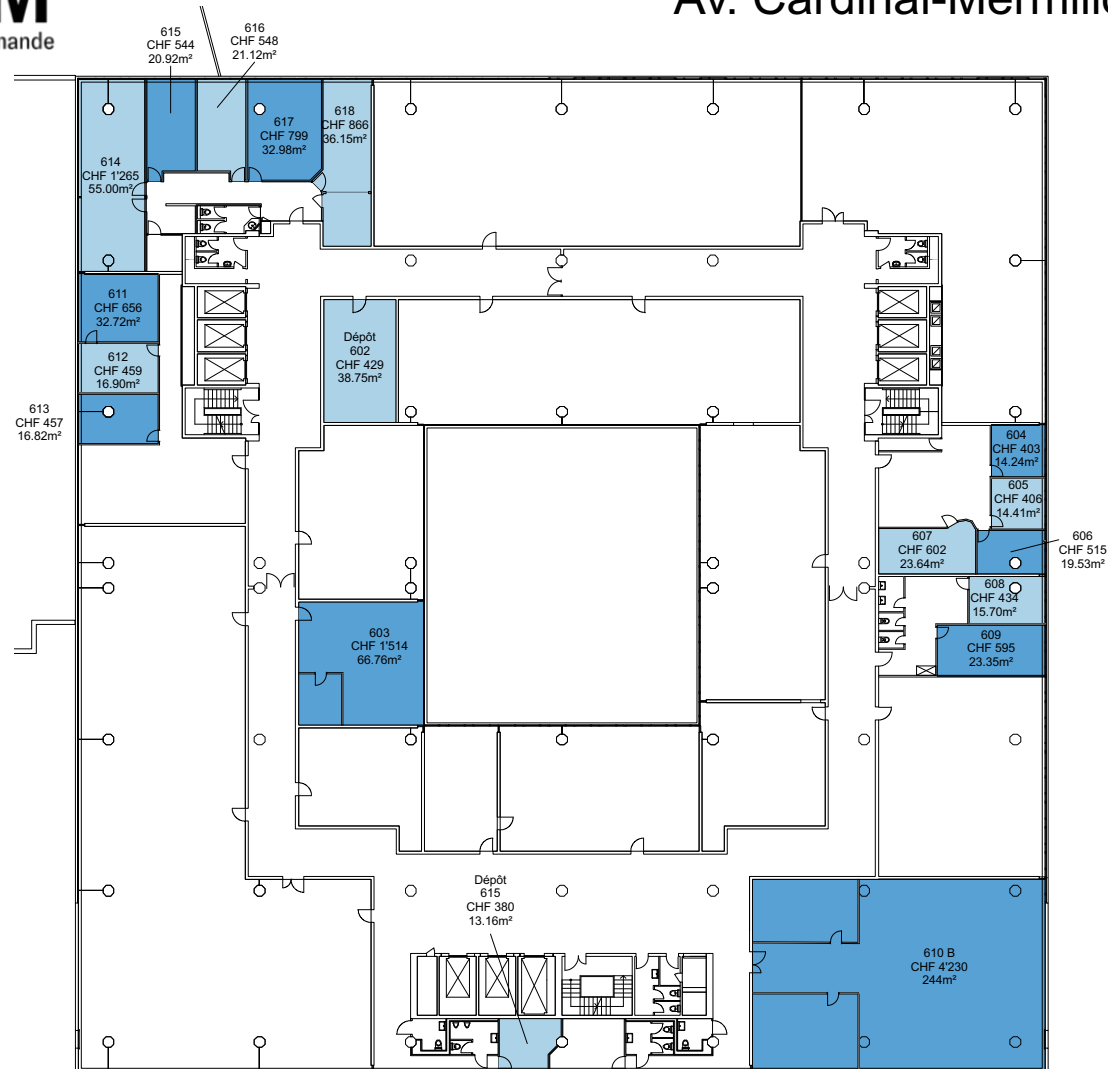 mande
615
CHF 544
20.92m²
616
CHF 548
21.12m²
617
CHF 799
32.98m²
618
CHF 866
36.15m²
614
CHF 1'265
55.00m²
611
CHF 656
32.72m²
612
CHF 459
16.90m²
613
CHF 457
16.82m²
Dépôt
602
CHF 429
38.75m²
604
CHF 403
14.24m²
605
CHF 406
14.41m²
607
CHF 602
23.64m²
606
CHF 515
19.53m²
608
CHF 434
15.70m²
609
CHF 595
23.35m²
603
CHF 1'514
66.76m²
Dépôt
615
CHF 380
13.16m²
610 B
CHF 4'230
244m²